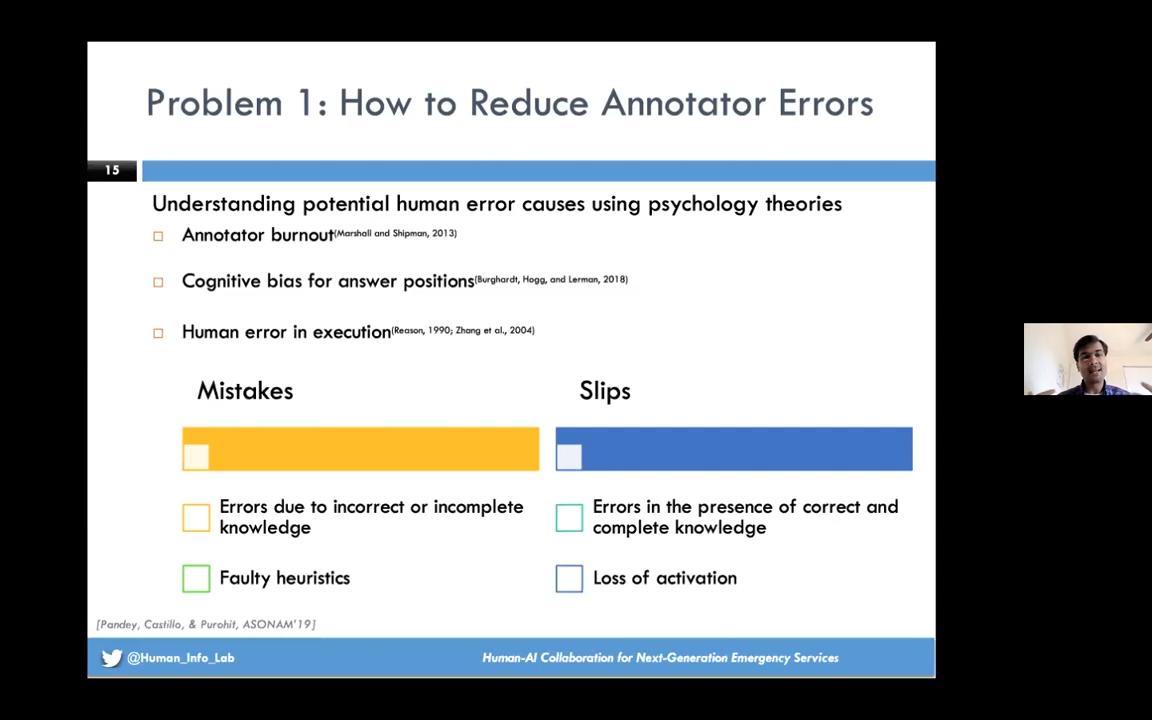 Problem 1: How to Reduce Annotator Errors
15
Understanding potential human error causes using psychology theories
Annotator burnout(Marshall and Shipman, 2013)
Cognitive bias for answer positions(Burghardt, Hogg, and Lerman, 2018)
Human error in execution(Reason, 1990; Zhang et al., 2004)
Mistakes
Errors due to incorrect or incomplete
knowledge
Faulty heuristics
Slips
Errors in the presence of correct and
complete knowledge
Loss of activation
[Pandey, Castillo, & Purohit, ASONAM'19]
@Human_Info_Lab
Human-AI Collaboration for Next-Generation Emergency Services